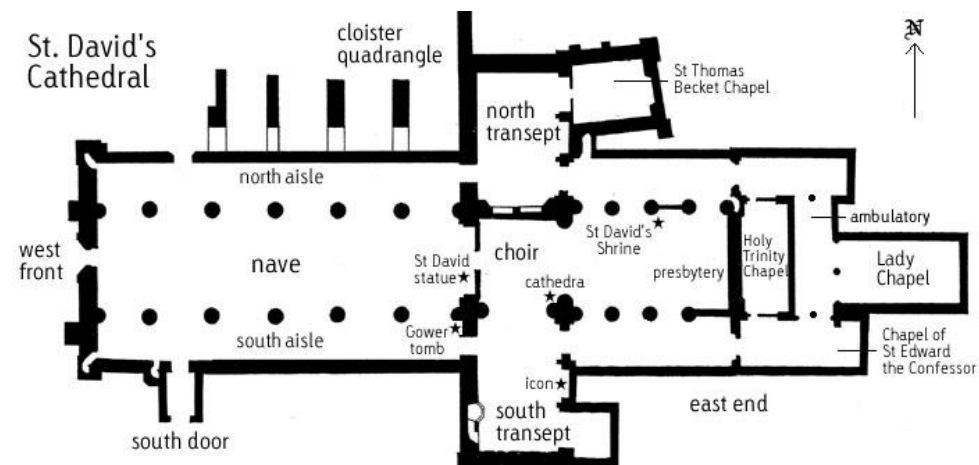 St. David's
Cathedral
cloister
quadrangle
N
St Thomas
Becket Chapel
north
transept
north aisle
ambulatory
west
front
nave
St David
statue
choir
St David's
Shrine
cathedra
presbytery
Holy
Trinity
Chapel
Lady
Chapel
south aisle
Gower
tomb
Chapel of
St Edward
the Confessor
icon
east end
south
transept
south door